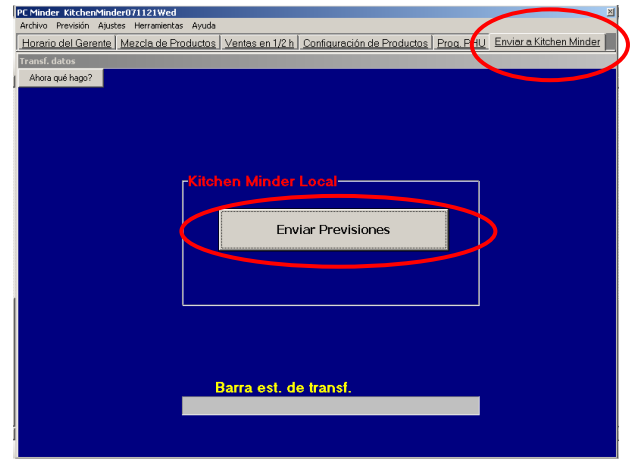 PC Minder KitchenMinder071121Wed
Archivo Previsión Ajustes Herramientas Ayuda
Horario del Gerente Mezcla de Productos Ventas en 1/2 h Configuración de Productos Prog. PHU Enviar a Kitchen Minder
Transf. datos
Ahora qué hago?
Kitchen Minder Local
Enviar Previsiones
Barra est. de transf.